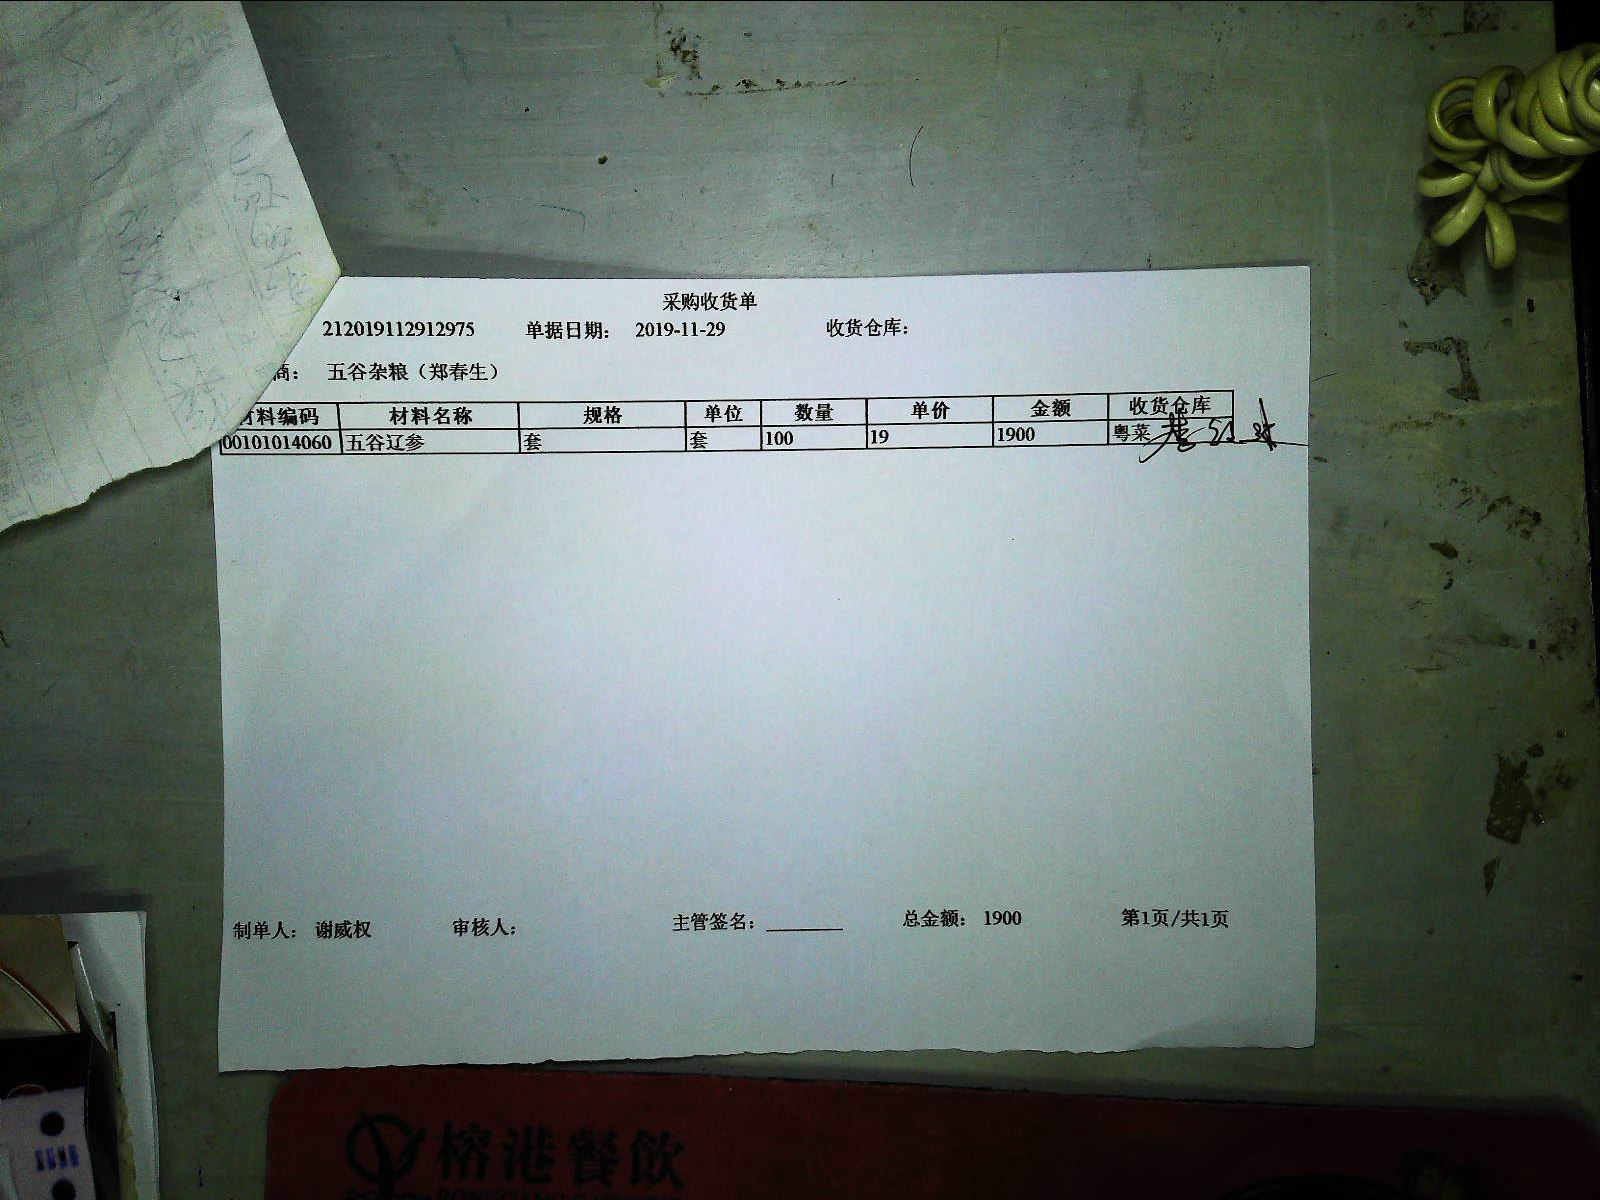 采购收货单
212019112912975 单据日期： 2019-11-29 收货仓库：
商： 五谷杂粮（郑春生）
材料编码 材料名称 规格 单位 数量 单价 金额 收货仓库
00101014060 五谷辽参 套 套 100 19 1900 粤菜
制单人： 谢威权 审核人： 主管签名： 总金额： 1900 第1页/共1页
榕港餐飲